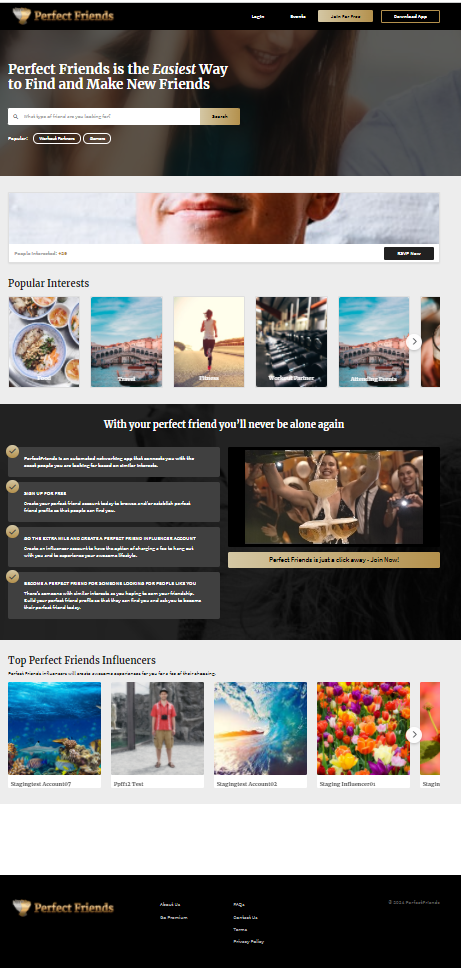 Perfect Friends
Login
Events
Join For Free
Download App
Perfect Friends is the Easiest Way
to Find and Make New Friends
What type of friend are you looking for?
Search
Popular:
Workout Partners
Gamers
People Interested: +28
RSVP Now
Popular Interests
Food
Travel
Fitness
Workout Partner
Attending Events
With your perfect friend you'll never be alone again
PerfectFriends is an automated networking app that connects you with the
exact people you are looking for based on similar interests.
SIGN UP FOR FREE
Create your perfect friend account today to browse and/or establish perfect
friend profile so that people can find you.
GO THE EXTRA MILE AND CREATE A PERFECT FRIEND INFLUENCER ACCOUNT
Create an influencer account to have the option of charging a fee to hang out
with you and to experience your awesome lifestyle.
BECOME A PERFECT FRIEND FOR SOMEONE LOOKING FOR PEOPLE LIKE YOU
There's someone with similar interests as you hoping to earn your friendship.
Build your perfect friend profile so that they can find you and ask you to become
their perfect friend today.
Perfect Friends is just a click away - Join Now!
Top Perfect Friends Influencers
Perfect Friends influencers will create awesome experiences for you for a fee of their choosing.
Stagingtest Account07
Ppff12 Test
Stagingtest Account02
Staging Influencer01
Stagin
Perfect Friends
About Us
Go Premium
FAQs
Contact Us
Terms
Privacy Policy
© 2024 PerfectFriends